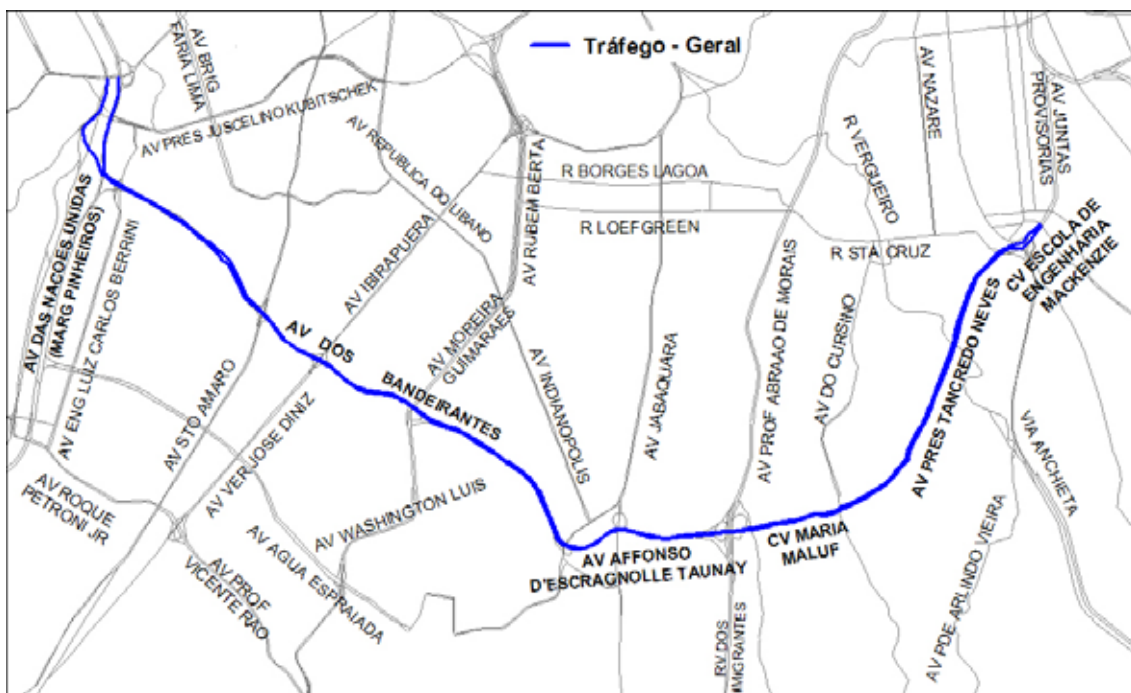 Tráfego - Geral
AV BRIG
FARIA LIMA
AV PRES JUSCELINO KUBITSCHEK
AV REPUBLICA DO LIBANO
AV IBIRAPUERA
AV RUBEM BERTA
R BORGES LAGOA
R LOEFGREEN
R VERGUEIRO
AV NAZARE
AV JUNTAS
PROVISORIAS
R STA CRUZ
CV ESCOLA DE
ENGENHARIA
MACKENZIE
AV DAS NACOES UNIDAS
(MARG PINHEIROS)
AV ENG LUIZ CARLOS BERRINI
AV STO AMARO
AV DOS
BANDEIRANTES
AV MOREIRA
GUIMARAES
AV INDIANOPOLIS
AV JABAQUARA
AV PROF ABRAAO DE MORAIS
AV DO CURSINO
AV PRES TANCREDO NEVES
VIA ANCHIETA
AV VER JOSE DINIZ
AV ROQUE
PETRONI JR
AV PROF
VICENTE RAO
AV AGUA ESPRAIADA
AV WASHINGTON LUIS
AV AFFONSO
D'ESCRAGNOLLE TAUNAY
CV MARIA
MALUF
RV DOS
IMIGRANTES
AV PDE ARLINDO VIEIRA